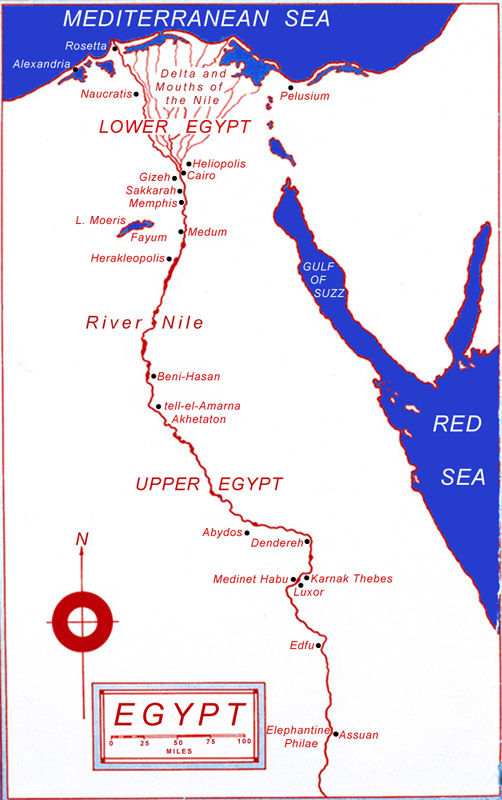 MEDITERRANEAN SEA
Rosetta
Alexandria
Delta and
Mouths of
the Nile
Naucratis
Pelusium
LOWER EGYPT
Heliopolis
Cairo
Gizeh
Sakkarah
Memphis
L. Moeris
Fayum
Medum
Herakleopolis
GULF
OF
SUZZ
River Nile
Beni-Hasan
tell-el-Amarna
Akhetaton
RED
SEA
UPPER EGYPT
Abydos
Dendereh
N
Medinet Habu
Karnak Thebes
Luxor
Edfu
EGYPT
0 25 50 75 100
MILES
Elephantine
Philae
Assuan